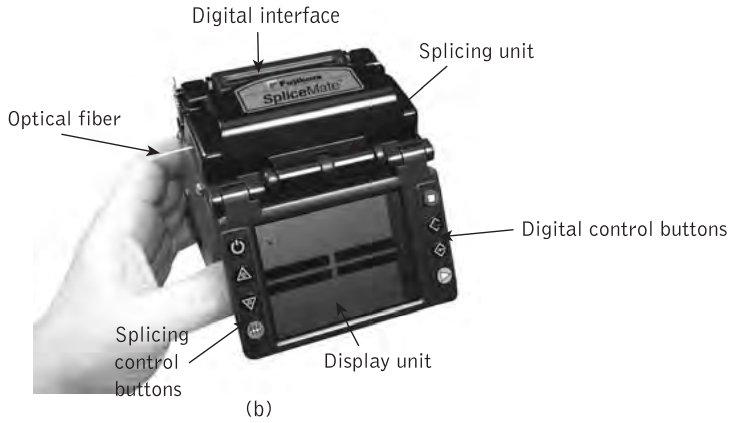 Digital interface
Splicing unit
Fujikura
SpliceMate
Optical fiber
Digital control buttons
Splicing
control
buttons
Display unit
(b)